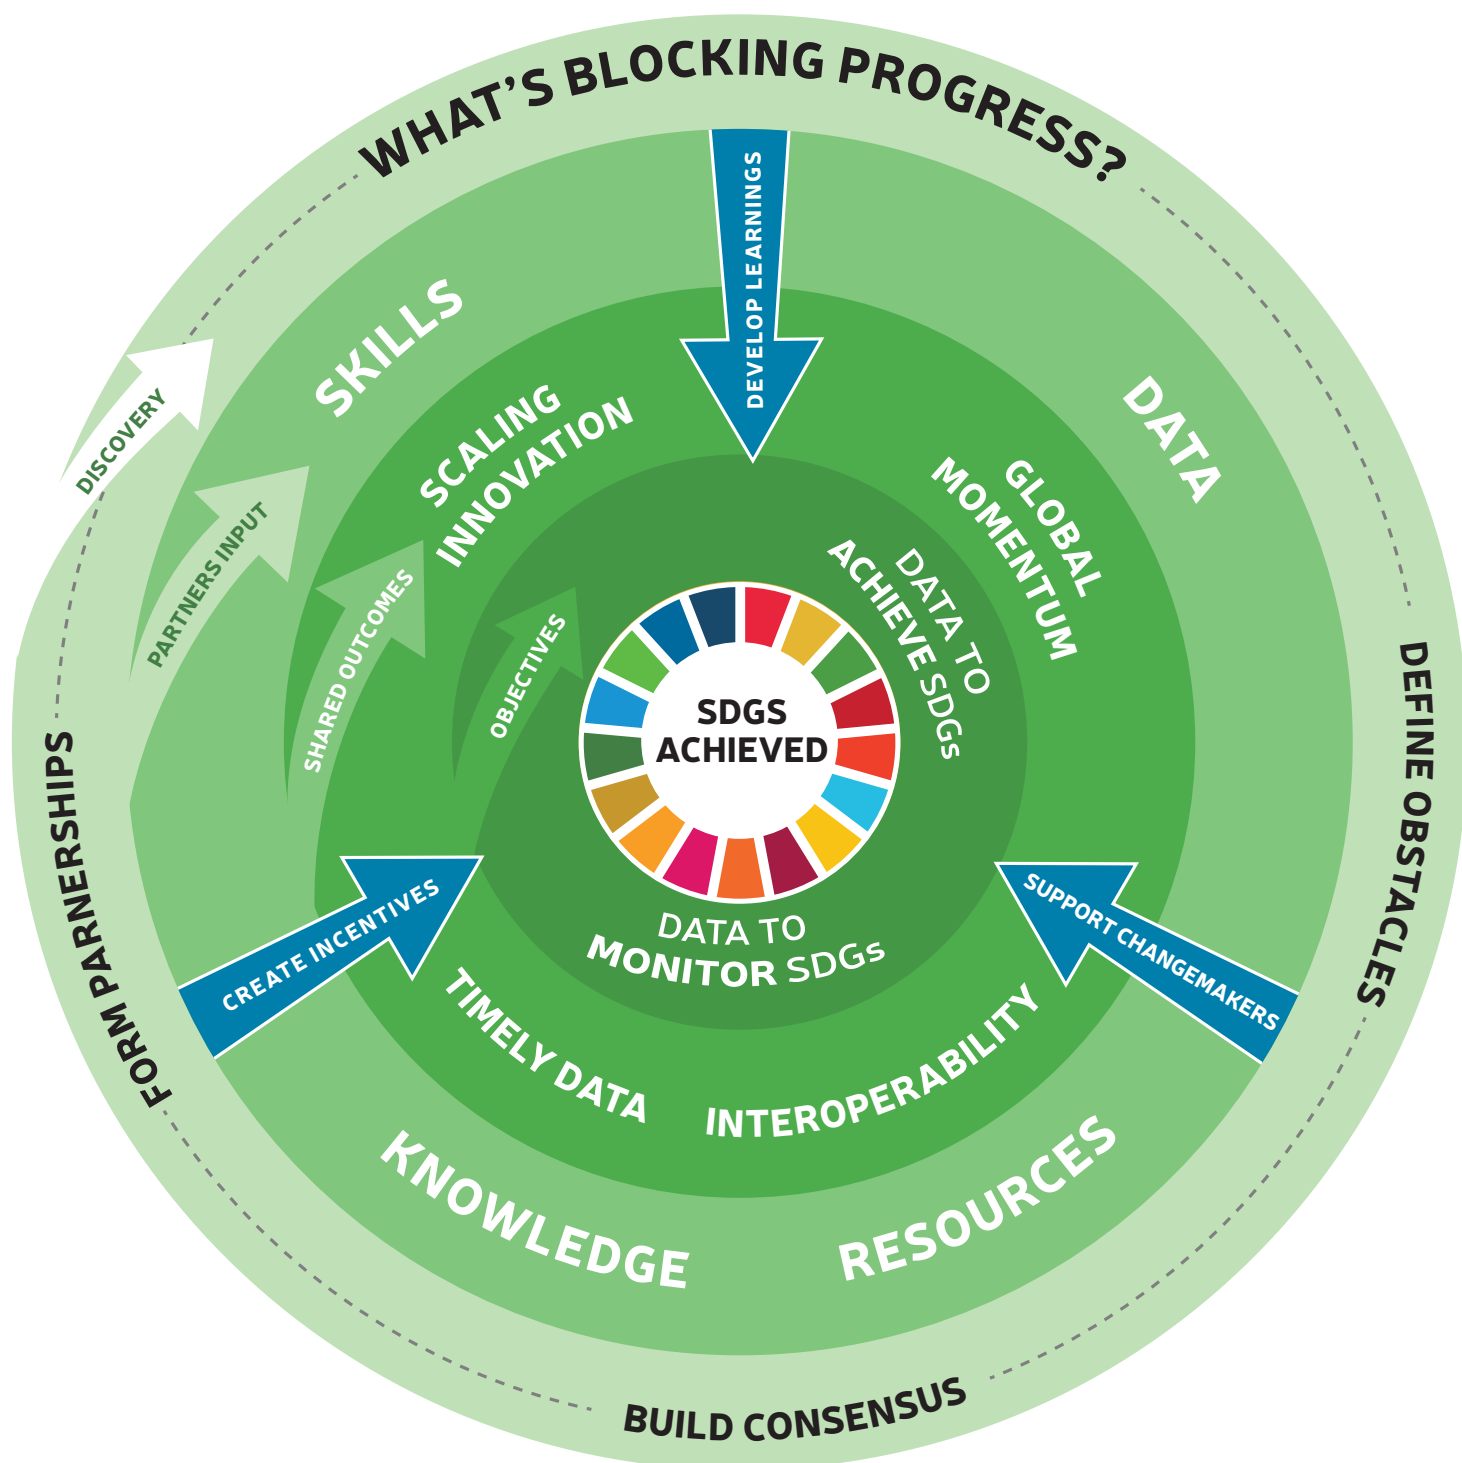 WHAT’S BLOCKING PROGRESS?
DEFINE OBSTACLES
BUILD CONSENSUS
FORM PARNERSHIPS
DISCOVERY
PARTNERS INPUT
SHARED OUTCOMES
OBJECTIVES
SKILLS
DATA
RESOURCES
KNOWLEDGE
DEVELOP LEARNINGS
SUPPORT CHANGEMAKERS
CREATE INCENTIVES
SCALING
INNOVATION
GLOBAL
MOMENTUM
INTEROPERABILITY
TIMELY DATA
DATA TO
ACHIEVE SDGs
DATA TO
MONITOR SDGs
SDGS
ACHIEVED